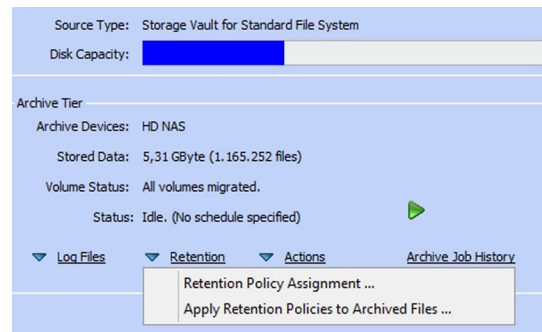 Source Type: Storage Vault for Standard File System
Disk Capacity:
Archive Tier
Archive Devices: HD NAS
Stored Data: 5,31 GByte (1.165.252 files)
Volume Status: All volumes migrated.
Status: Idle. (No schedule specified)
Log Files Retention Actions Archive Job History
Retention Policy Assignment ...
Apply Retention Policies to Archived Files ...